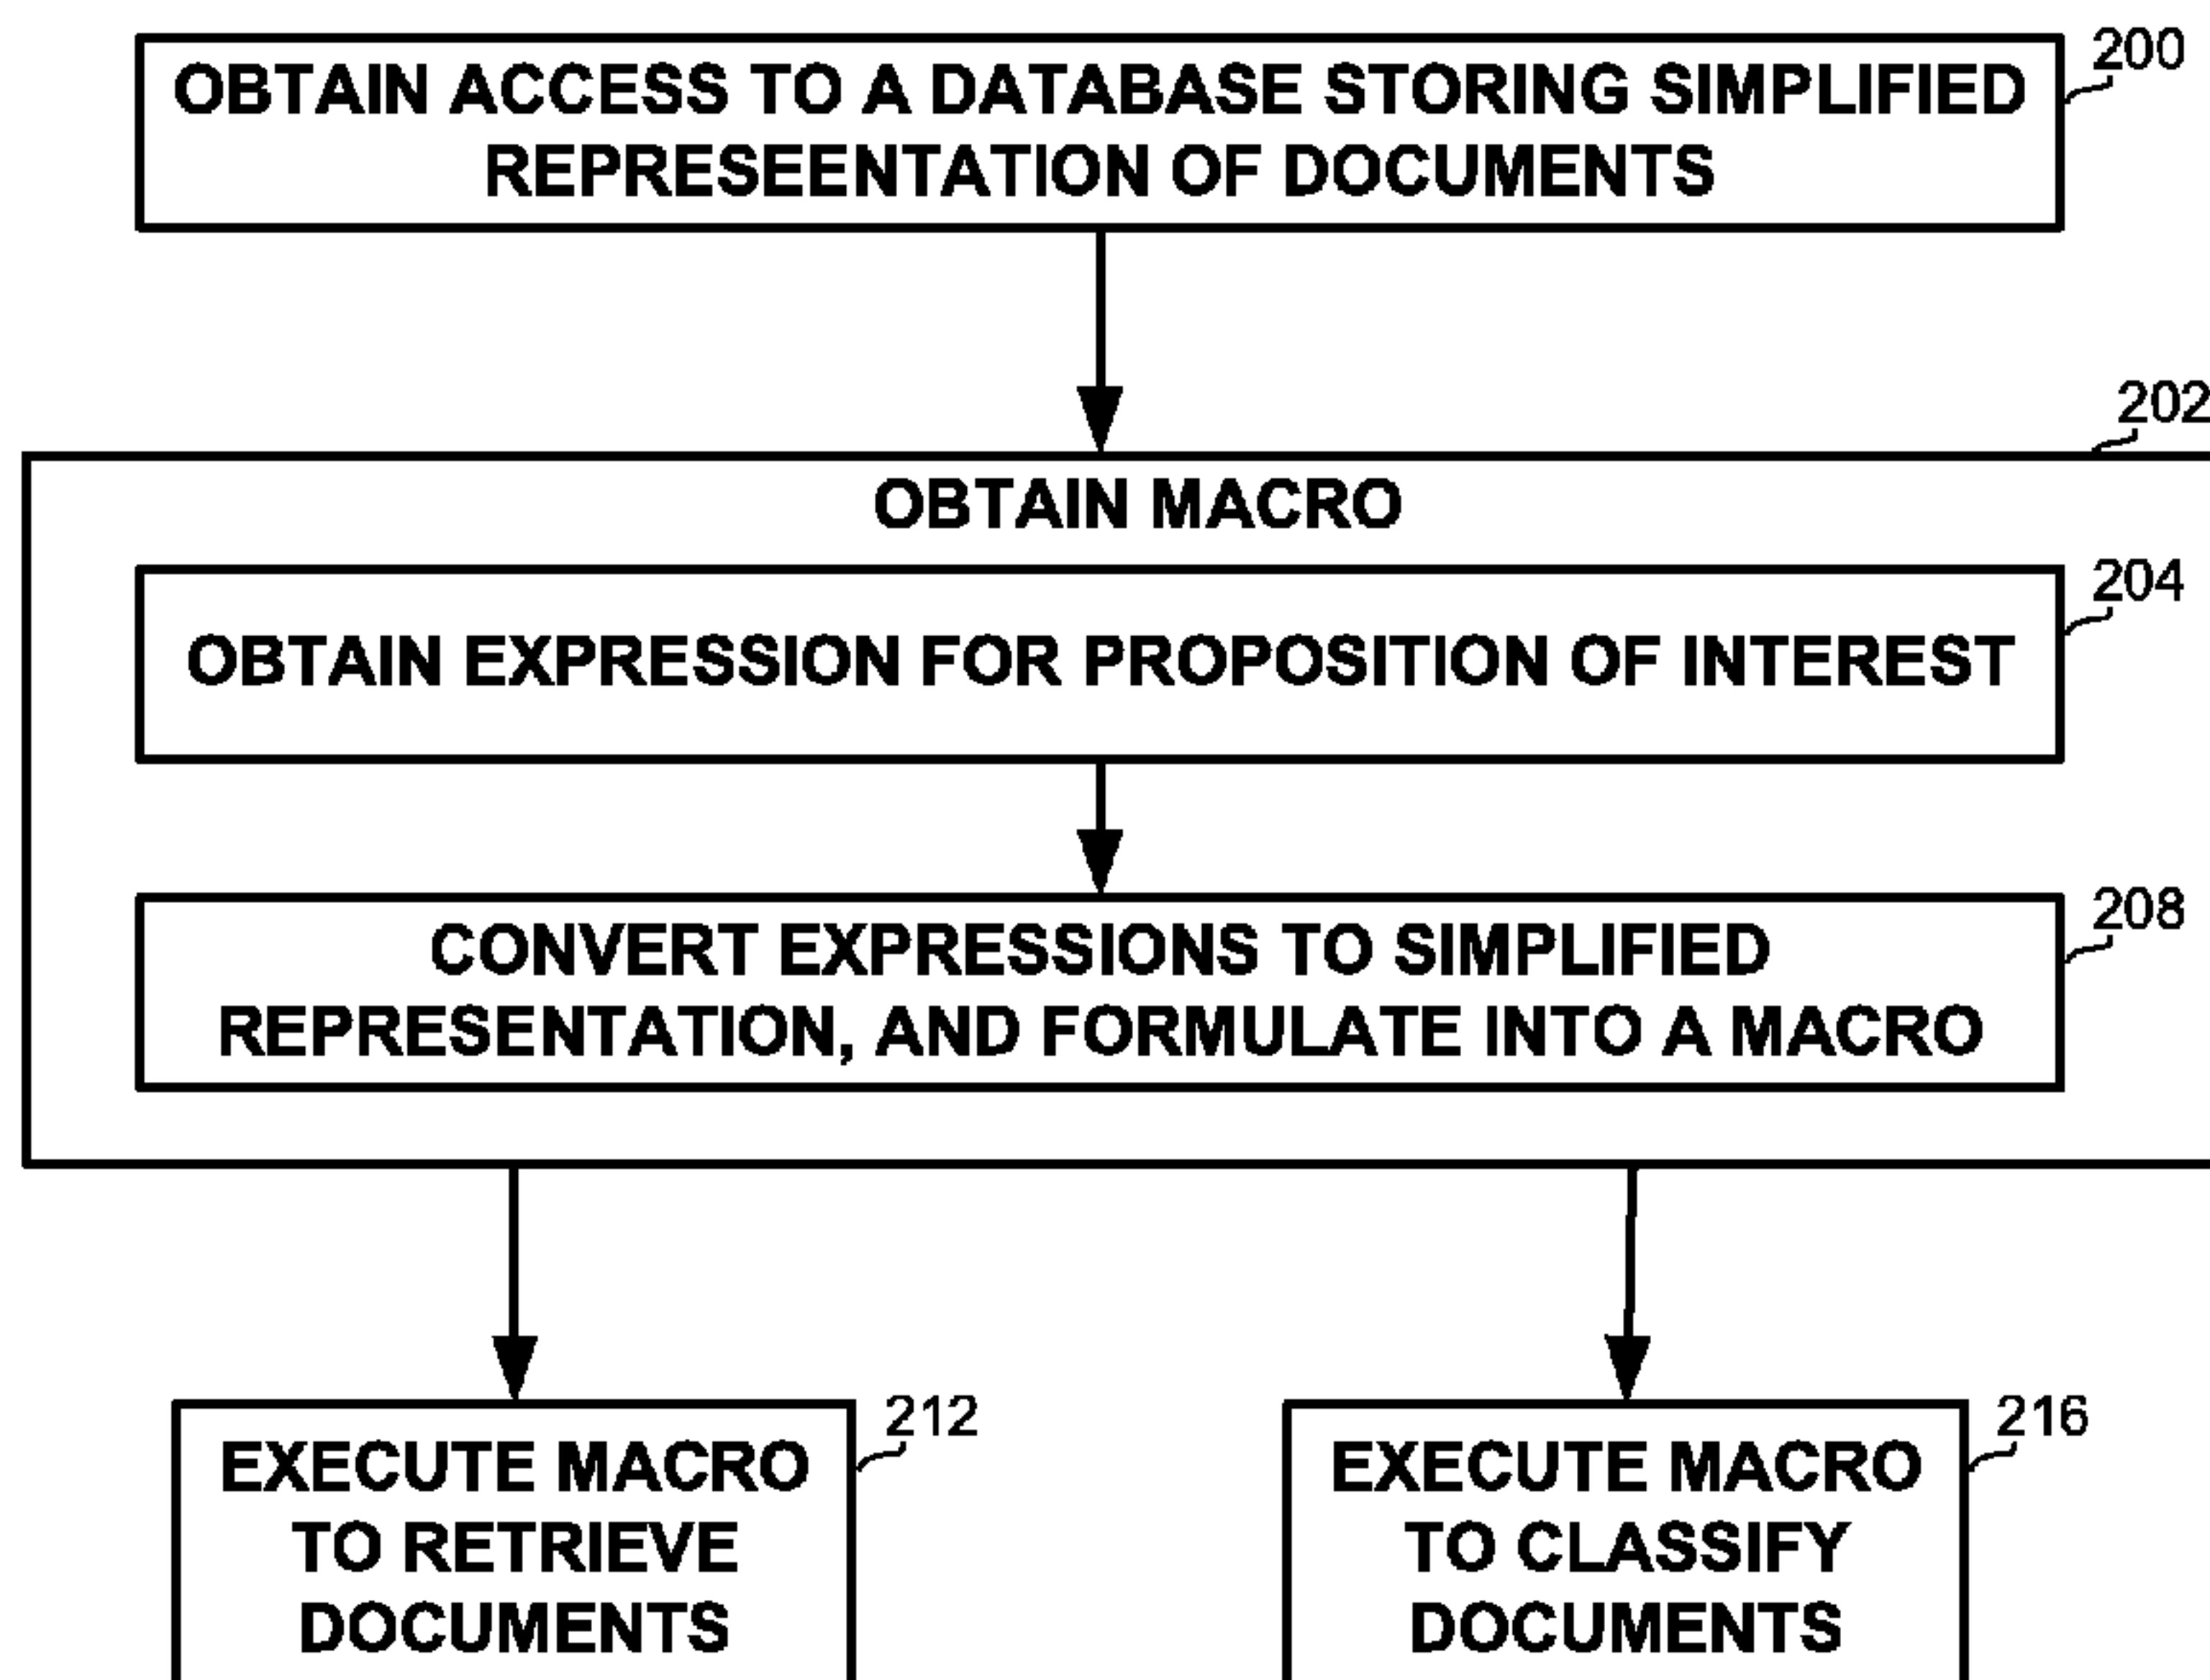 200
OBTAIN ACCESS TO A DATABASE STORING SIMPLIFIED
REPRESEENTATION OF DOCUMENTS
202
OBTAIN MACRO
204
OBTAIN EXPRESSION FOR PROPOSITION OF INTEREST
208
CONVERT EXPRESSIONS TO SIMPLIFIED
REPRESENTATION, AND FORMULATE INTO A MACRO
212
EXECUTE MACRO
TO RETRIEVE
DOCUMENTS
216
EXECUTE MACRO
TO CLASSIFY
DOCUMENTS